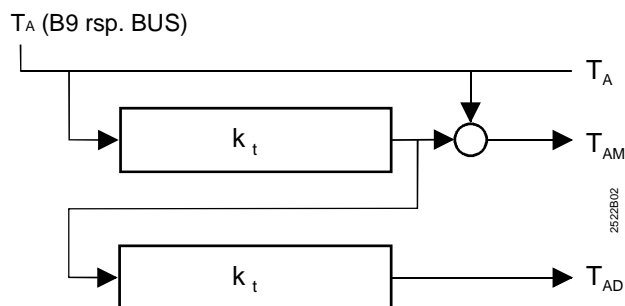 TA (B9 rsp. BUS)
TA
kt
TAM
2522B02
kt
TAD